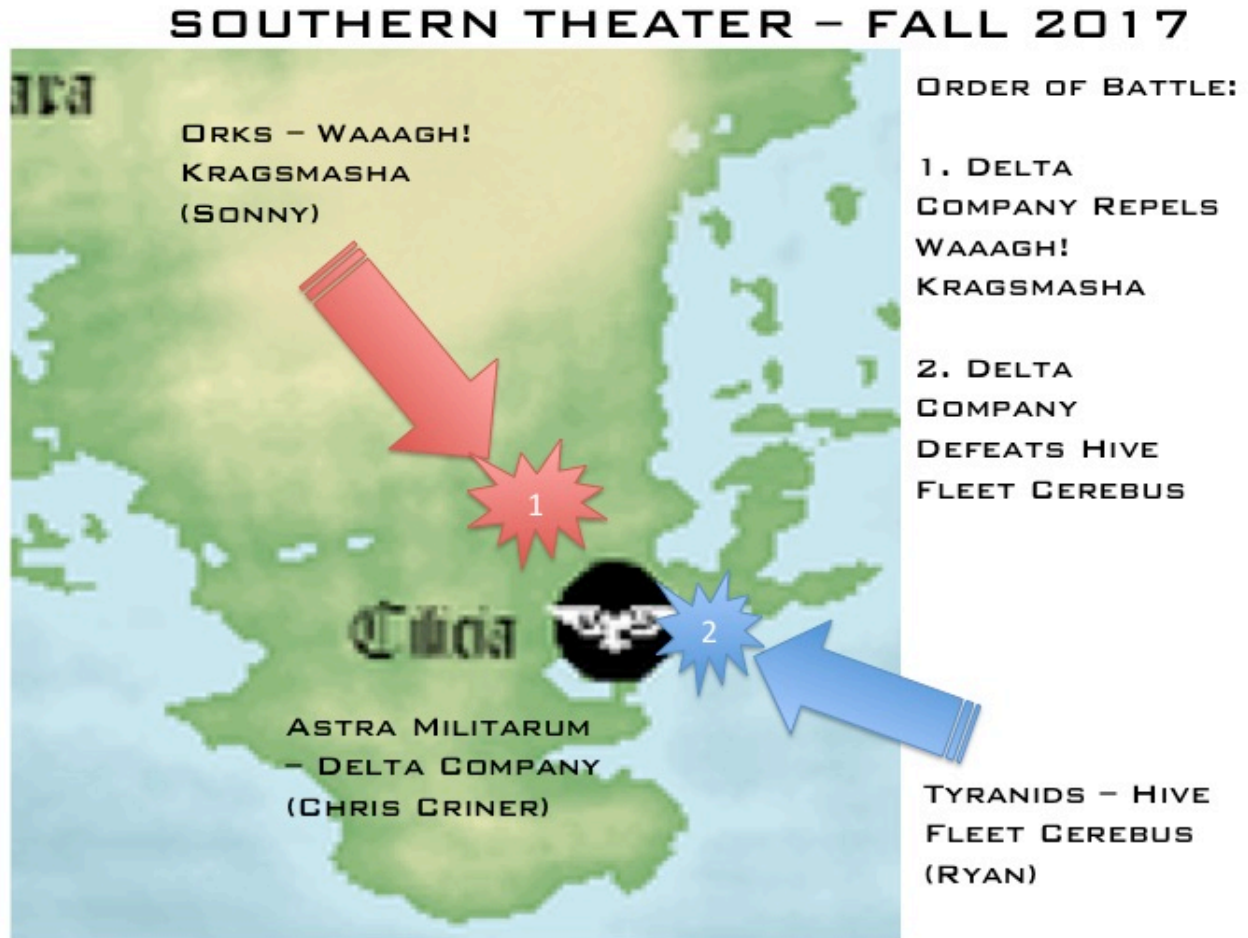 SOUTHERN THEATER – FALL 2017
ara
ORKS – WAAAGH!
KRAGSMASHA
(SONNY)
ORDER OF BATTLE:
1. DELTA
COMPANY REPELS
WAAAGH!
KRAGSMASHA
2. DELTA
COMPANY
DEFEATS HIVE
FLEET CEREBUS
1
2
Cilicia
ASTRA MILITARUM
– DELTA COMPANY
(CHRIS CRINER)
TYRANIDS – HIVE
FLEET CEREBUS
(RYAN)